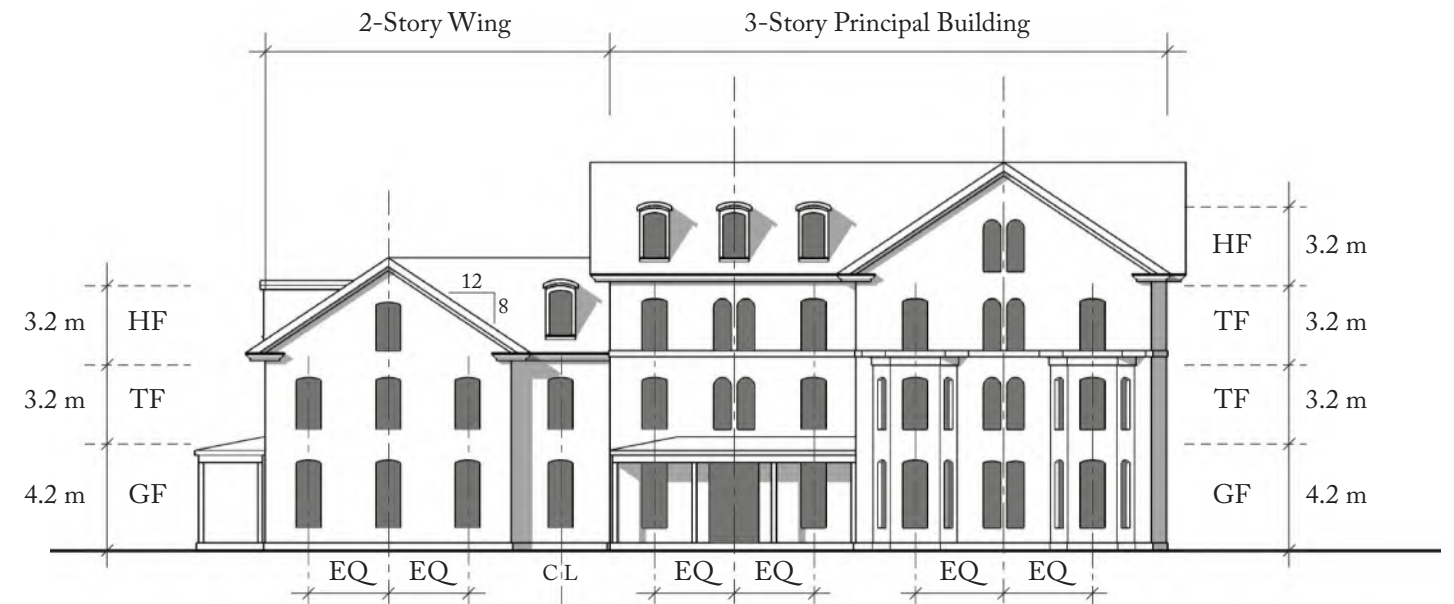 2-Story Wing
3-Story Principal Building
12
8
3.2 m HF
3.2 m TF
4.2 m GF
HF 3.2 m
TF 3.2 m
TF 3.2 m
GF 4.2 m
EQ EQ CL EQ EQ EQ EQ